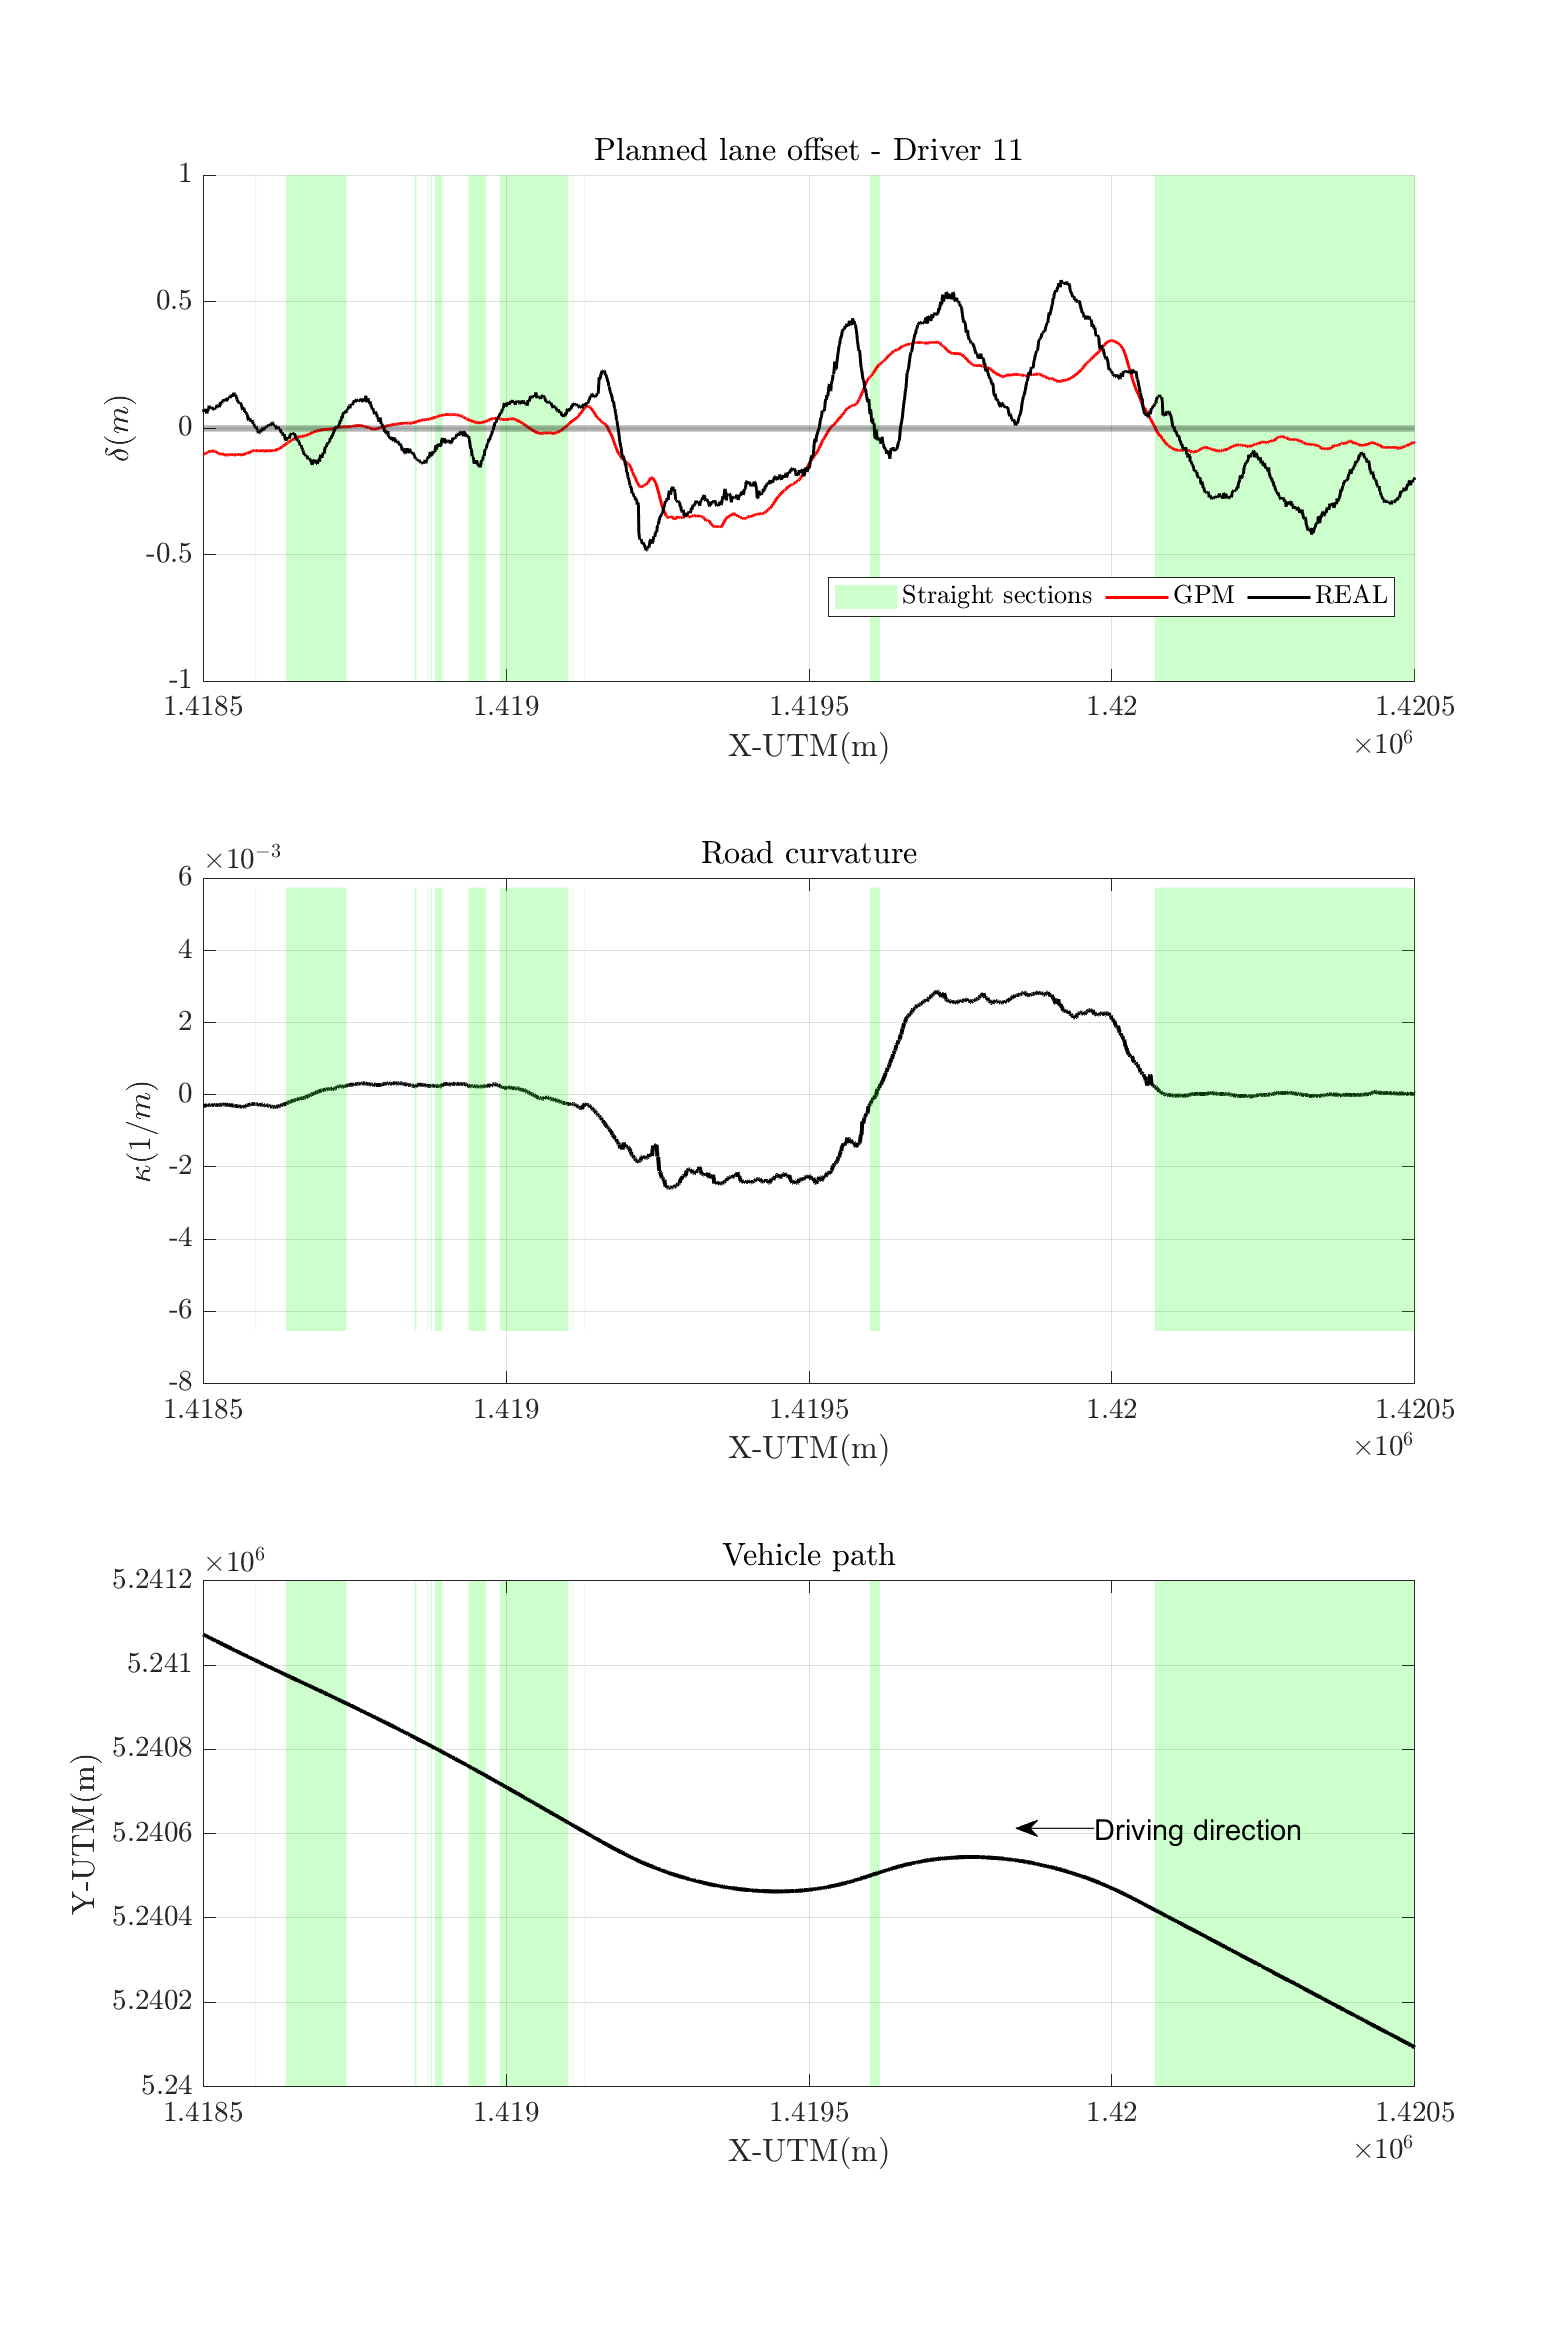 Planned lane offset - Driver 11
1
0.5
0
-0.5
-1
δ(m)
Straight sections GPM REAL
1.4185 1.419 1.4195 1.42 1.4205
X-UTM(m)
×10⁶
Road curvature
×10⁻³
6
4
2
0
-2
-4
-6
-8
κ(1/m)
1.4185 1.419 1.4195 1.42 1.4205
X-UTM(m)
×10⁶
Vehicle path
×10⁶
5.2412
5.241
5.2408
5.2406
5.2404
5.2402
5.24
Y-UTM(m)
Driving direction
1.4185 1.419 1.4195 1.42 1.4205
X-UTM(m)
×10⁶